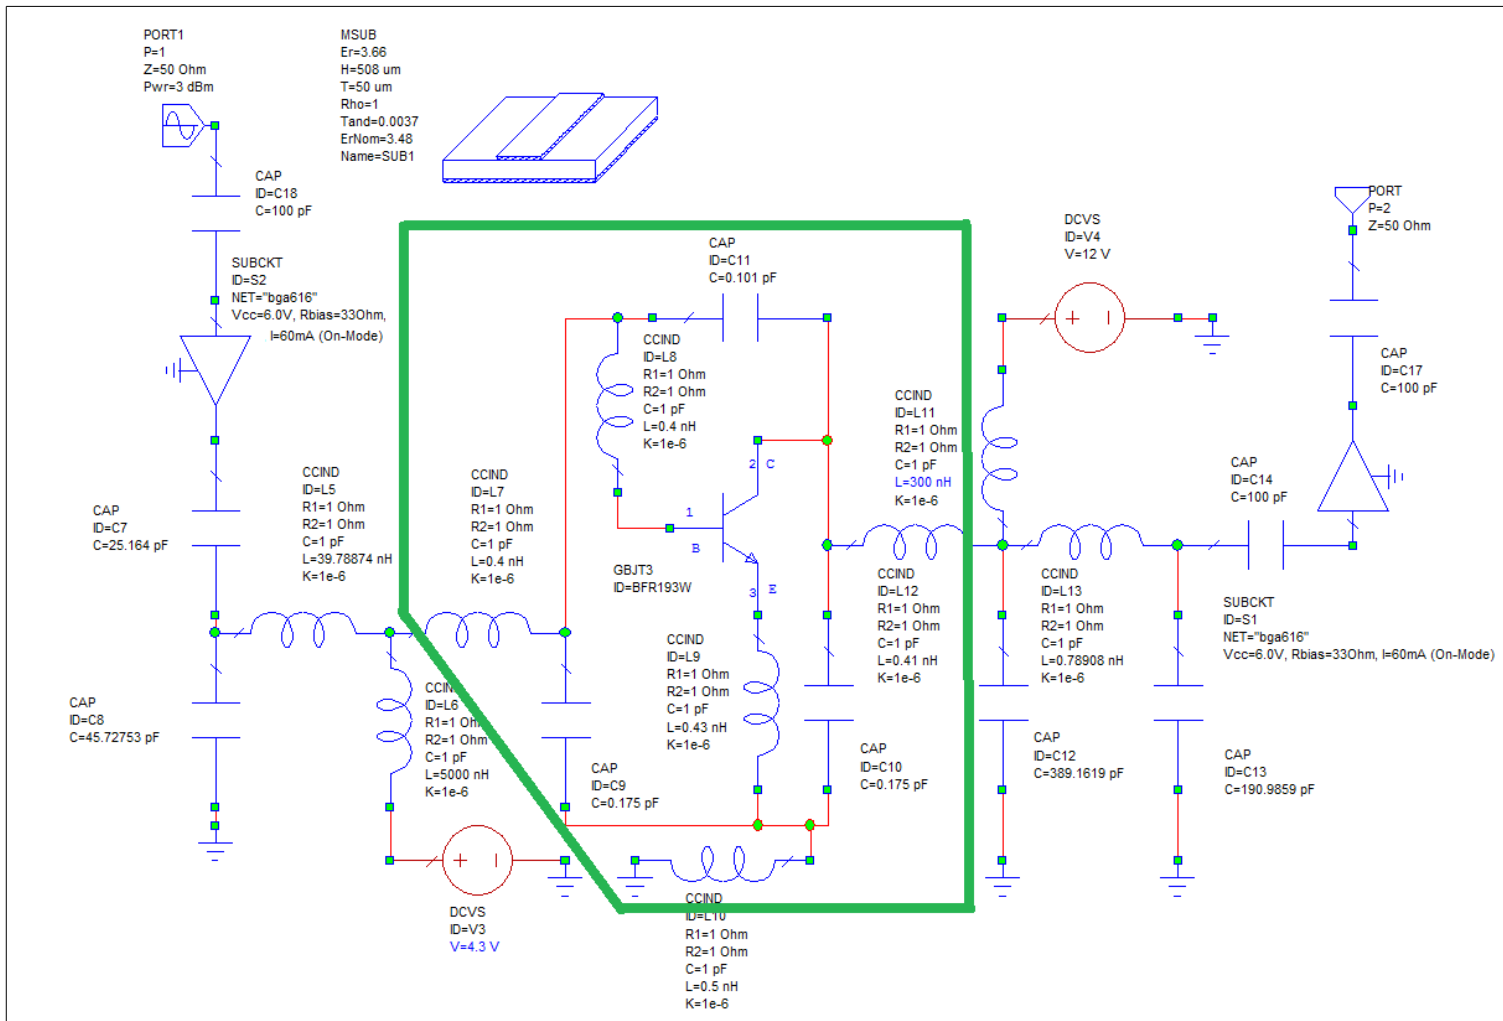 PORT1
P=1
Z=50 Ohm
Pwr=3 dBm
MSUB
Er=3.66
H=508 um
T=50 um
Rho=1
Tand=0.0037
ErNom=3.48
Name=SUB1
CAP
ID=C18
C=100 pF
SUBCKT
ID=S2
NET="bga616"
Vcc=6.0V, Rbias=33Ohm,
I=60mA (On-Mode)
CAP
ID=C7
C=25.164 pF
CCIND
ID=L5
R1=1 Ohm
R2=1 Ohm
C=1 pF
L=39.78874 nH
K=1e-6
CAP
ID=C8
C=45.72753 pF
CCIND
ID=L6
R1=1 Ohm
R2=1 Ohm
C=1 pF
L=5000 nH
K=1e-6
+
DCVS
ID=V3
V=4.3 V
CCIND
ID=L7
R1=1 Ohm
R2=1 Ohm
C=1 pF
L=0.4 nH
K=1e-6
CAP
ID=C9
C=0.175 pF
CAP
ID=C11
C=0.101 pF
CCIND
ID=L8
R1=1 Ohm
R2=1 Ohm
C=1 pF
L=0.4 nH
K=1e-6
2 C
1
B
3 E
GBJT3
ID=BFR193W
CCIND
ID=L9
R1=1 Ohm
R2=1 Ohm
C=1 pF
L=0.43 nH
K=1e-6
CAP
ID=C10
C=0.175 pF
CCIND
ID=L10
R1=1 Ohm
R2=1 Ohm
C=1 pF
L=0.5 nH
K=1e-6
CCIND
ID=L11
R1=1 Ohm
R2=1 Ohm
C=1 pF
L=300 nH
K=1e-6
CCIND
ID=L12
R1=1 Ohm
R2=1 Ohm
C=1 pF
L=0.41 nH
K=1e-6
DCVS
ID=V4
V=12 V
+
CCIND
ID=L13
R1=1 Ohm
R2=1 Ohm
C=1 pF
L=0.78908 nH
K=1e-6
CAP
ID=C12
C=389.1619 pF
CAP
ID=C13
C=190.9859 pF
CAP
ID=C14
C=100 pF
SUBCKT
ID=S1
NET="bga616"
Vcc=6.0V, Rbias=33Ohm, I=60mA (On-Mode)
CAP
ID=C17
C=100 pF
PORT
P=2
Z=50 Ohm